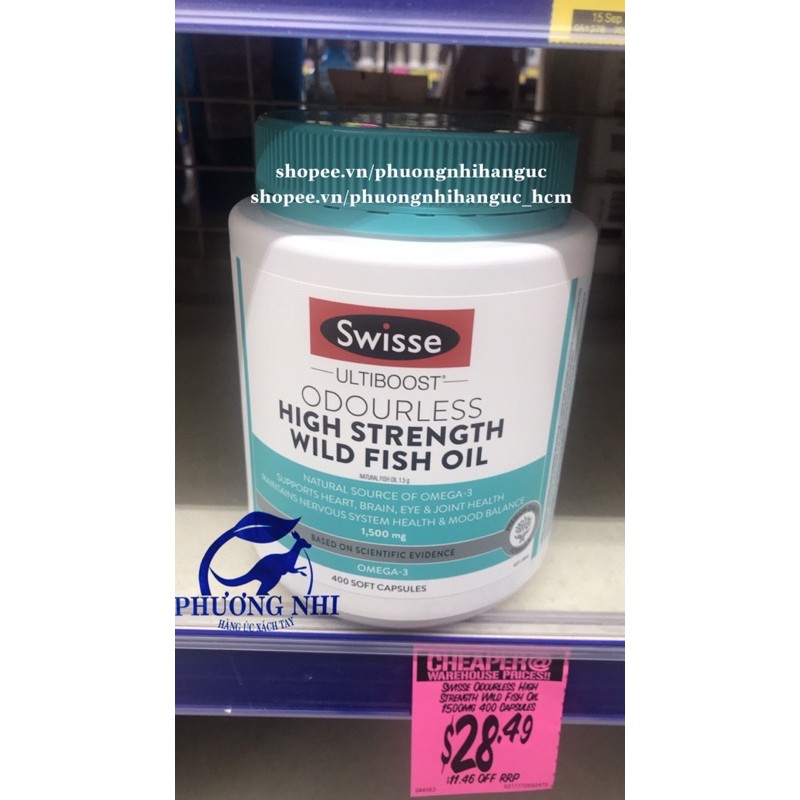 15 Sep
shopee.vn/phuongnhihanguc
shopee.vn/phuongnhihanguc_hcm
Swisse
ULTIBOOST®
ODOURLESS
HIGH STRENGTH
WILD FISH OIL
NATURAL FISH OIL 1.5 g
NATURAL SOURCE OF OMEGA-3
SUPPORTS HEART, BRAIN, EYE & JOINT HEALTH
MAINTAINS NERVOUS SYSTEM HEALTH & MOOD BALANCE
1,500 mg
BASED ON SCIENTIFIC EVIDENCE
OMEGA-3
400 SOFT CAPSULES
PHƯƠNG NHI
HÀNG ÚC XÁCH TAY
CHEAPER@
WAREHOUSE PRICES!!
SWISSE ODOURLESS HIGH
STRENGTH WILD FISH OIL
1500MG 400 CAPSULES
$28.49
$11.46 OFF RRP